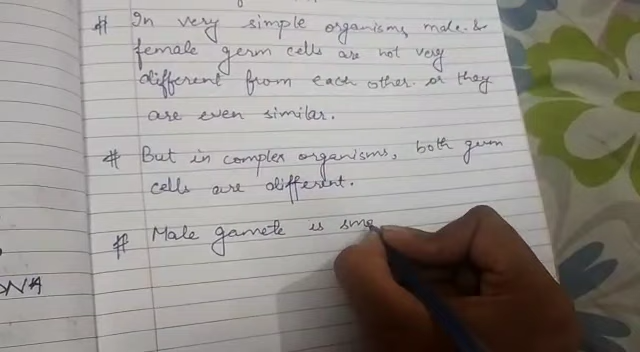 # In very simple organisms, male &
female germ cells are not very
different from each other or they
are even similar.
# But in complex organisms, both germ
cells are different.
# Male gamete is sma
DNA